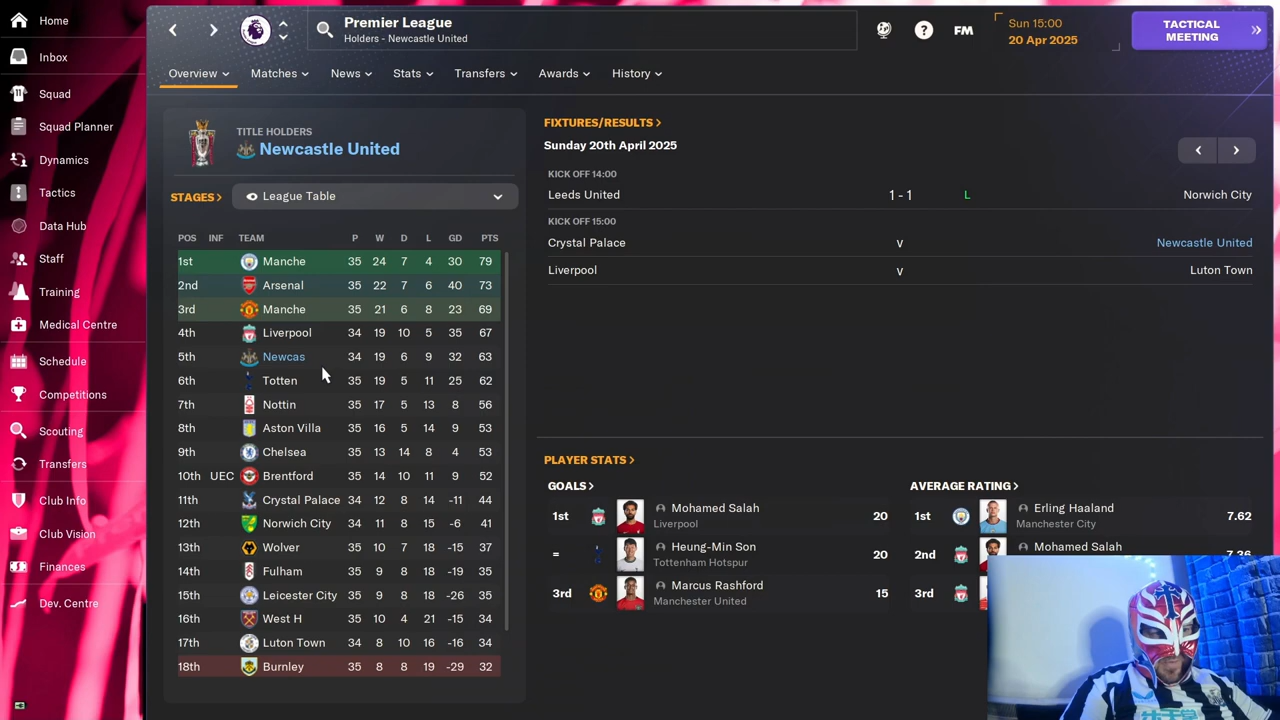 Home
Inbox
Squad
Squad Planner
Dynamics
Tactics
Data Hub
Staff
Training
Medical Centre
Schedule
Competitions
Scouting
Transfers
Club Info
Club Vision
Finances
Dev. Centre
Premier League
Holders - Newcastle United
FM
Sun 15:00
20 Apr 2025
TACTICAL
MEETING
Overview Matches News Stats Transfers Awards History
TITLE HOLDERS
Newcastle United
STAGES > League Table
POS INF TEAM P W D L GD PTS
1st Manche 35 24 7 4 30 79
2nd Arsenal 35 22 7 6 40 73
3rd Manche 35 21 6 8 23 69
4th Liverpool 34 19 10 5 35 67
5th Newcas 34 19 6 9 32 63
6th Totten 35 19 5 11 25 62
7th Nottin 35 17 5 13 8 56
8th Aston Villa 35 16 5 14 9 53
9th Chelsea 35 13 14 8 4 53
10th UEC Brentford 35 14 10 11 9 52
11th Crystal Palace 34 12 8 14 -11 44
12th Norwich City 34 11 8 15 -6 41
13th Wolver 35 10 7 18 -15 37
14th Fulham 35 9 8 18 -19 35
15th Leicester City 35 9 8 18 -26 35
16th West H 35 10 4 21 -15 34
17th Luton Town 34 8 10 16 -16 34
18th Burnley 35 8 8 19 -29 32
FIXTURES/RESULTS >
Sunday 20th April 2025
KICK OFF 14:00
Leeds United 1 - 1 L Norwich City
KICK OFF 15:00
Crystal Palace v Newcastle United
Liverpool v Luton Town
PLAYER STATS >
GOALS >
1st Mohamed Salah 20
Liverpool
= Heung-Min Son 20
Tottenham Hotspur
3rd Marcus Rashford 15
Manchester United
AVERAGE RATING >
1st Erling Haaland 7.62
Manchester City
2nd Mohamed Salah
3rd